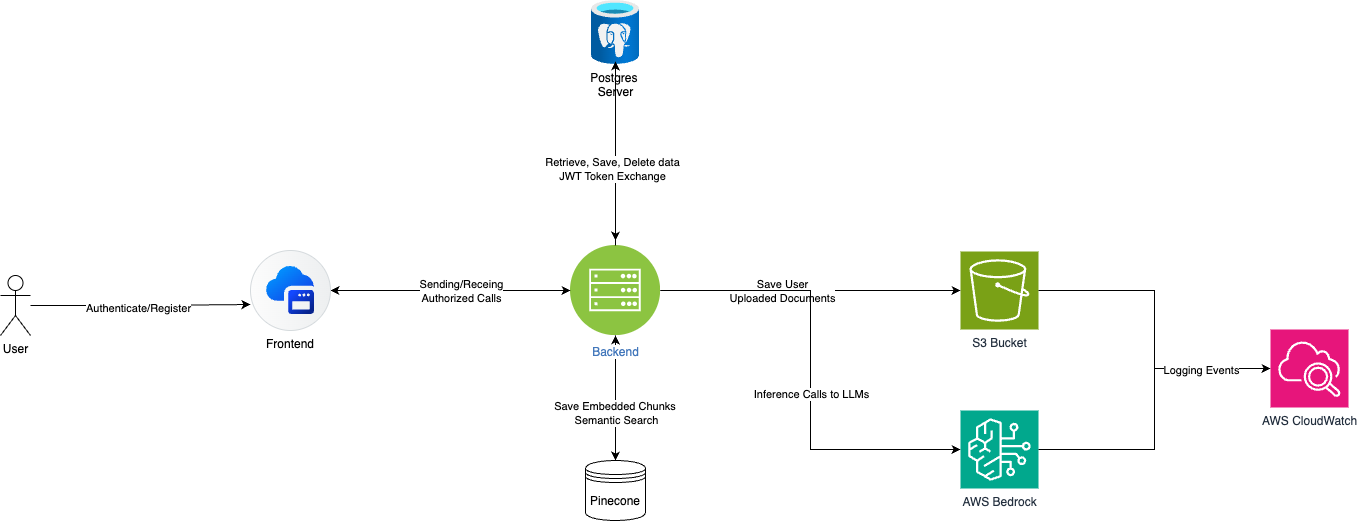 Postgres
Server
Retrieve, Save, Delete data
JWT Token Exchange
Authenticate/Register
User
Frontend
Sending/Receing
Authorized Calls
Backend
Save User
Uploaded Documents
S3 Bucket
Logging Events
AWS CloudWatch
Inference Calls to LLMs
Save Embedded Chunks
Semantic Search
Pinecone
AWS Bedrock